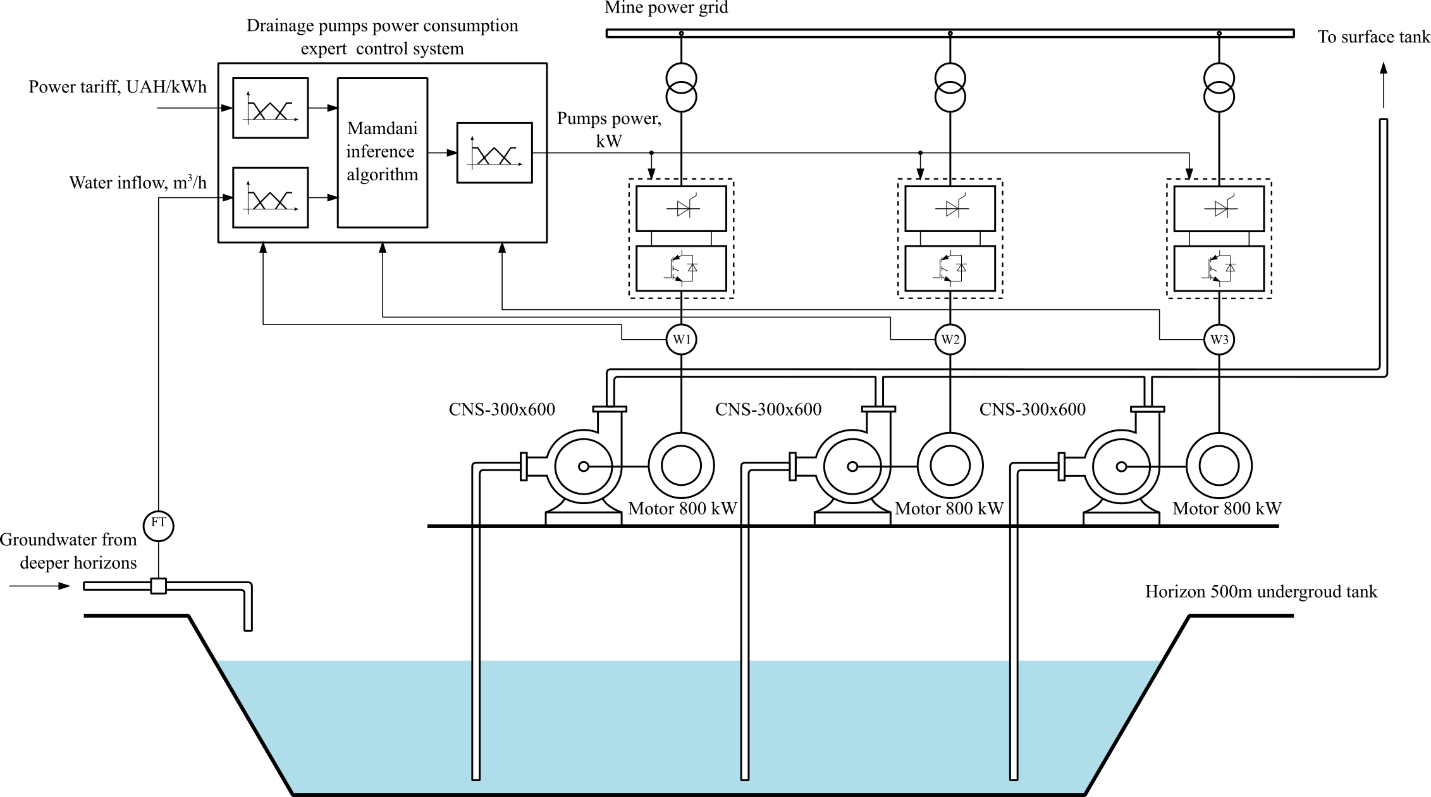 Mine power grid
Drainage pumps power consumption
expert control system
To surface tank
Power tariff, UAH/kWh
Mamdani
inference
algorithm
Pumps power,
kW
Water inflow, m³/h
W1
W2
W3
CNS-300x600
CNS-300x600
CNS-300x600
Motor 800 kW
Motor 800 kW
Motor 800 kW
FT
Groundwater from
deeper horizons
Horizon 500m undergroud tank